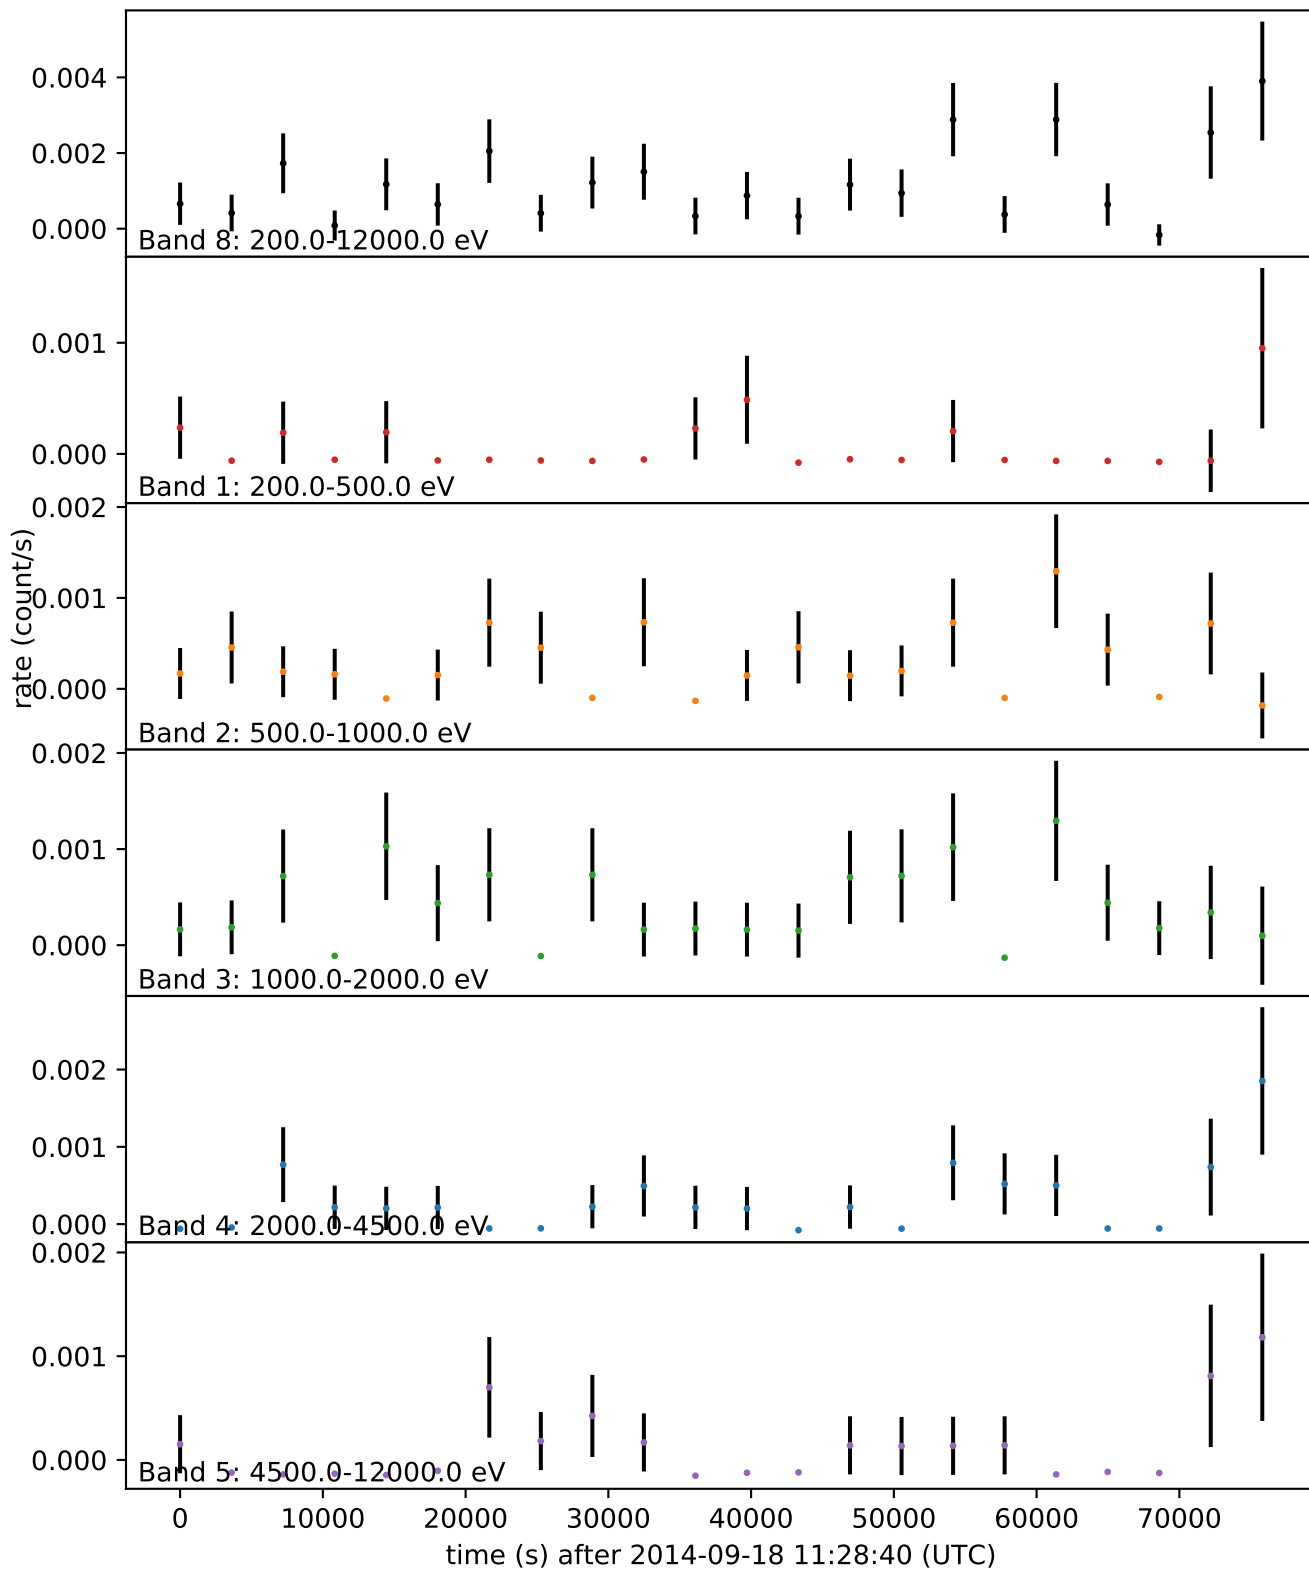 0.004
0.002
0.000
Band 8: 200.0-12000.0 eV
0.001
0.000
Band 1: 200.0-500.0 eV
rate (count/s)
0.002
0.001
0.000
Band 2: 500.0-1000.0 eV
0.002
0.001
0.000
Band 3: 1000.0-2000.0 eV
0.002
0.001
0.000
Band 4: 2000.0-4500.0 eV
0.002
0.001
0.000
Band 5: 4500.0-12000.0 eV
0 10000 20000 30000 40000 50000 60000 70000
time (s) after 2014-09-18 11:28:40 (UTC)